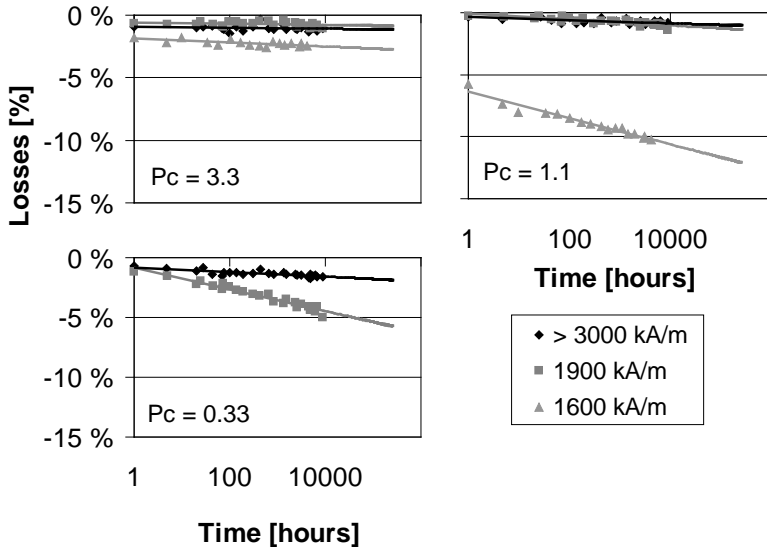 0 %
-5 %
-10 %
-15 %
Losses [%]
Pc = 3.3
Pc = 1.1
1 100 10000
Time [hours]
0 %
-5 %
-10 %
-15 %
Pc = 0.33
1 100 10000
Time [hours]
> 3000 kA/m
1900 kA/m
1600 kA/m